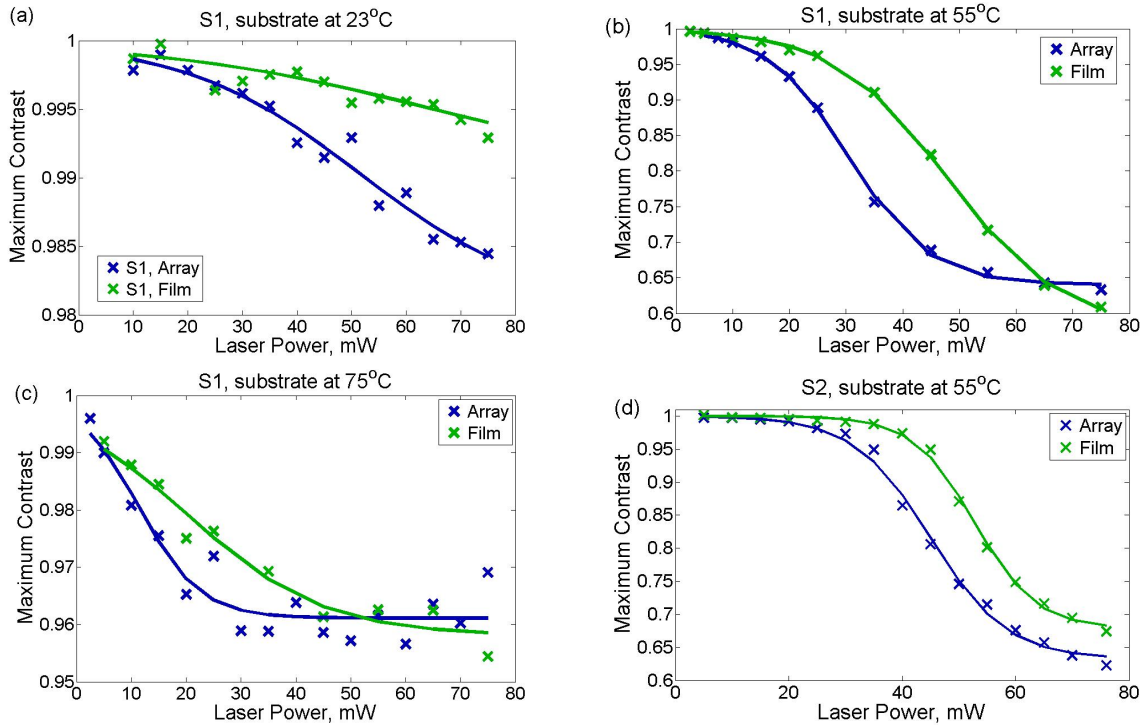 (a)
S1, substrate at 23°C
1
0.995
0.99
0.985
0.98
Maximum Contrast
S1, Array
S1, Film
0 10 20 30 40 50 60 70 80
Laser Power, mW
(b)
S1, substrate at 55°C
1
0.95
0.9
0.85
0.8
0.75
0.7
0.65
0.6
Maximum Contrast
Array
Film
0 10 20 30 40 50 60 70 80
Laser Power, mW
(c)
S1, substrate at 75°C
1
0.99
0.98
0.97
0.96
0.95
Maximum Contrast
Array
Film
0 10 20 30 40 50 60 70 80
Laser Power, mW
(d)
S2, substrate at 55°C
1
0.95
0.9
0.85
0.8
0.75
0.7
0.65
0.6
Maximum Contrast
Array
Film
0 20 40 60 80
Laser Power, mW